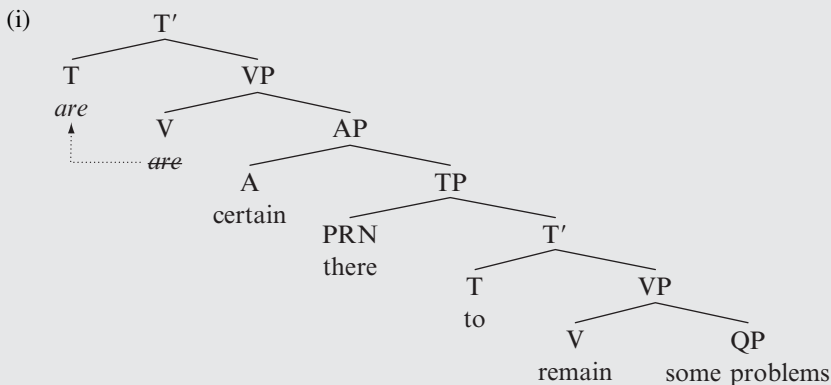 (i) T′
T VP
are
V AP
are
A TP
certain
PRN T′
there
T VP
to
V QP
remain some problems